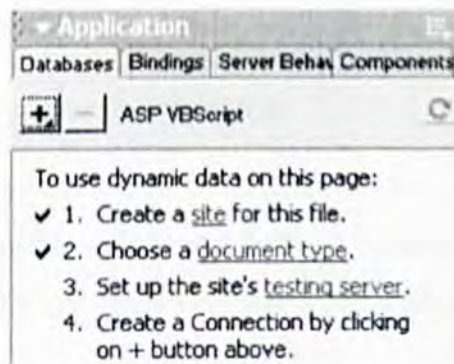 Application
Databases Bindings Server Behav Components
+ - ASP VBScript
To use dynamic data on this page:
✔ 1. Create a site for this file.
✔ 2. Choose a document type.
3. Set up the site's testing server.
4. Create a Connection by clicking
on + button above.